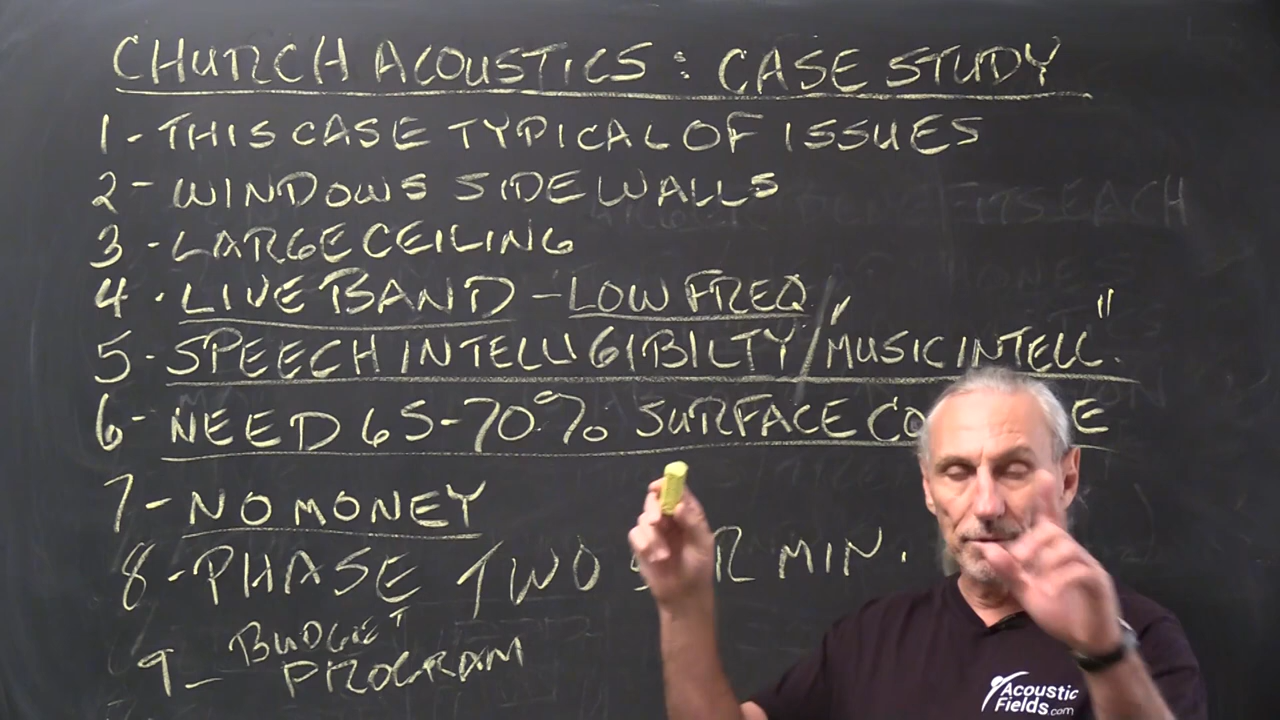 CHURCH ACOUSTICS: CASE STUDY
1- THIS CASE TYPICAL OF ISSUES
2- WINDOWS SIDE WALLS
3- LARGE CEILING
4- LIVE BAND - LOW FREQ
5- SPEECH INTELLIGIBILTY/"MUSIC INTELL."
6- NEED 65-70% SURFACE
7- NO MONEY
8- PHASE TWO MIN.
9- BUDGET PROGRAM
Acoustic
Fields.com